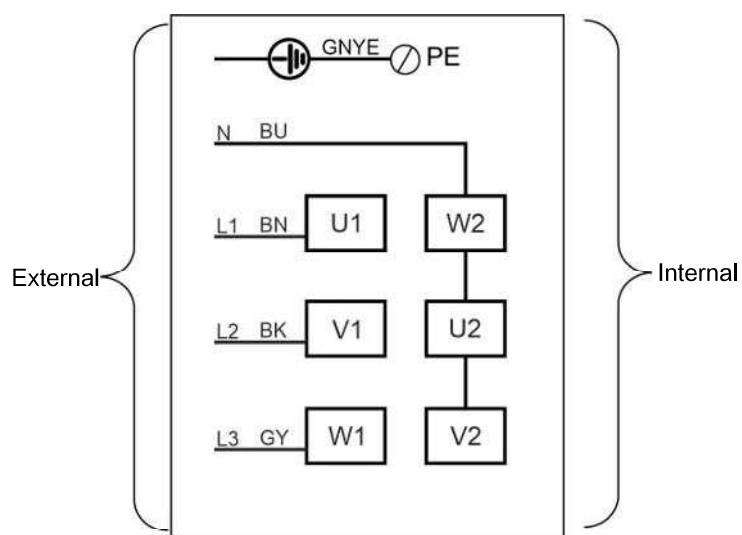 GNYE PE
N BU
L1 BN U1 W2
External Internal
L2 BK V1 U2
L3 GY W1 V2